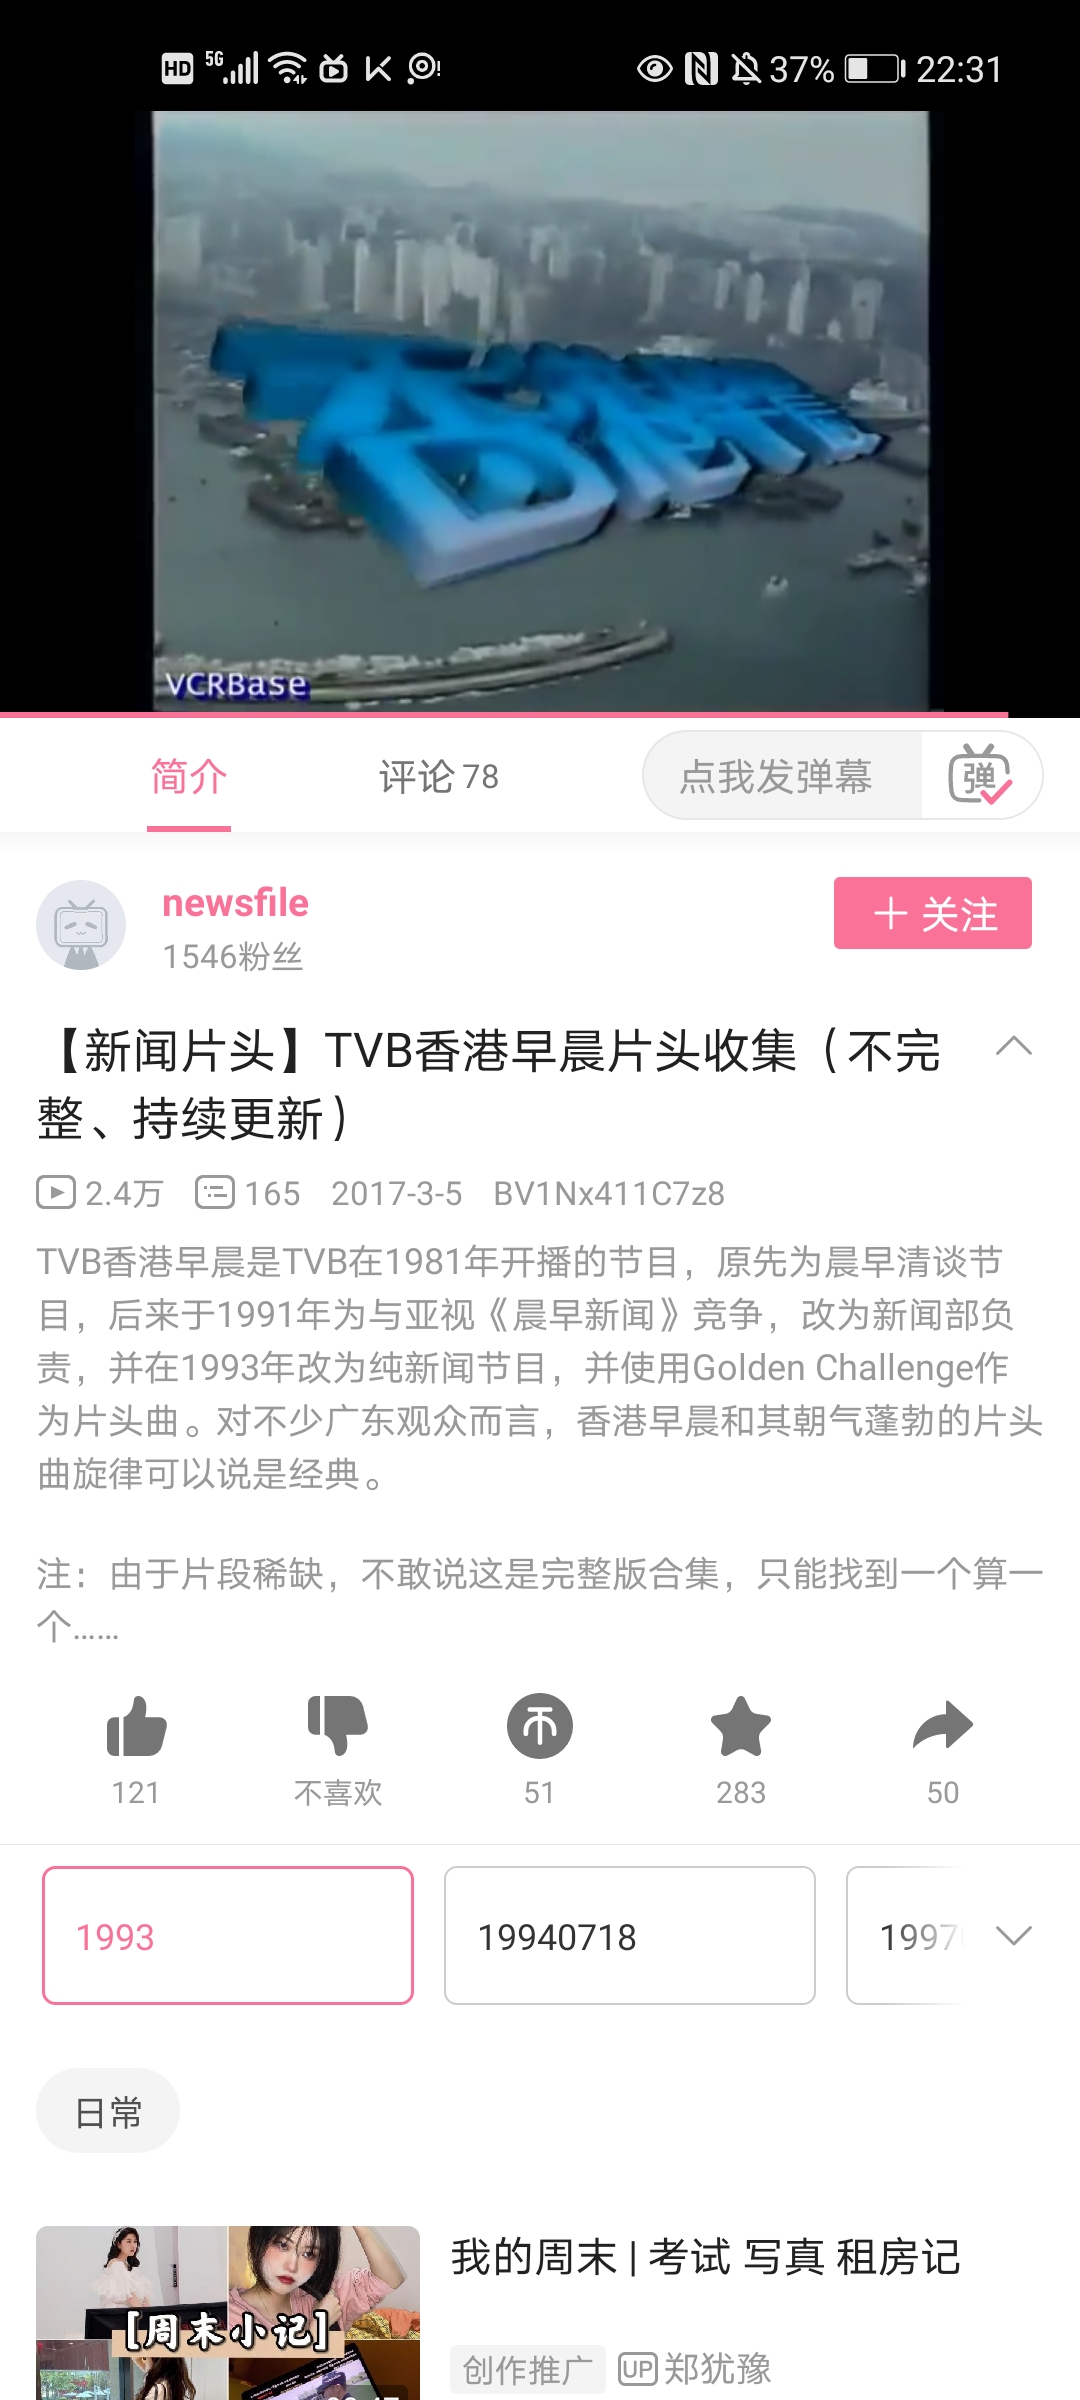 HD 5G 37% 22:31
香港
VCRBase
简介 评论 78 点我发弹幕 弹
newsfile
1546粉丝
关注
【新闻片头】TVB香港早晨片头收集（不完
整、持续更新）
2.4万 165 2017-3-5 BV1Nx411C7z8
TVB香港早晨是TVB在1981年开播的节目，原先为晨早清谈节
目，后来于1991年为与亚视《晨早新闻》竞争，改为新闻部负
责，并在1993年改为纯新闻节目，并使用Golden Challenge作
为片头曲。对不少广东观众而言，香港早晨和其朝气蓬勃的片头
曲旋律可以说是经典。
注：由于片段稀缺，不敢说这是完整版合集，只能找到一个算一
个……
121 不喜欢 51 283 50
1993 19940718 1997
日常
我的周末 | 考试 写真 租房记
[周末小记]
创作推广 UP 郑犹豫